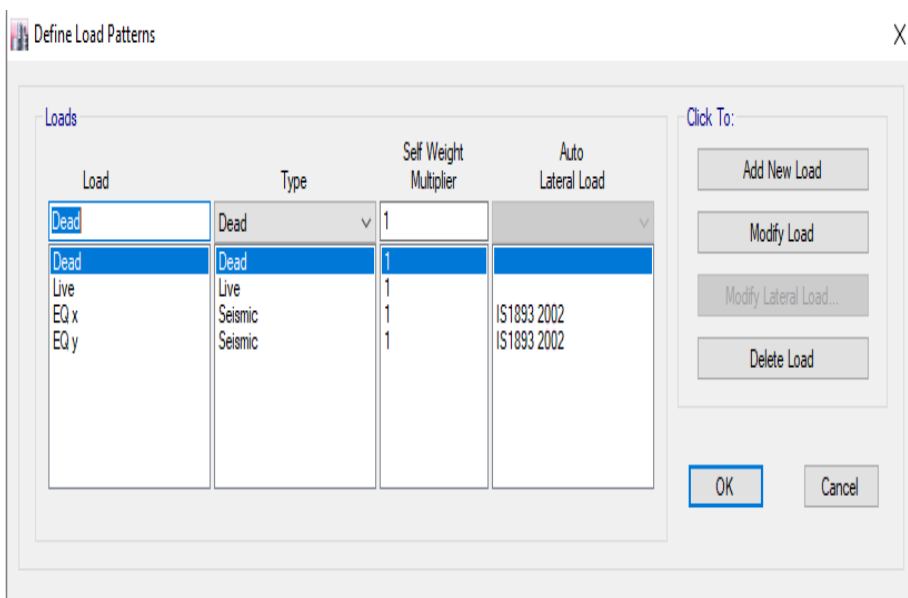 Define Load Patterns
Loads
Click To:
Load Type Self Weight Multiplier Auto Lateral Load
Dead Dead 1
Dead Dead 1
Live Live 1
EQ x Seismic 1 IS1893 2002
EQ y Seismic 1 IS1893 2002
Add New Load
Modify Load
Modify Lateral Load...
Delete Load
OK
Cancel